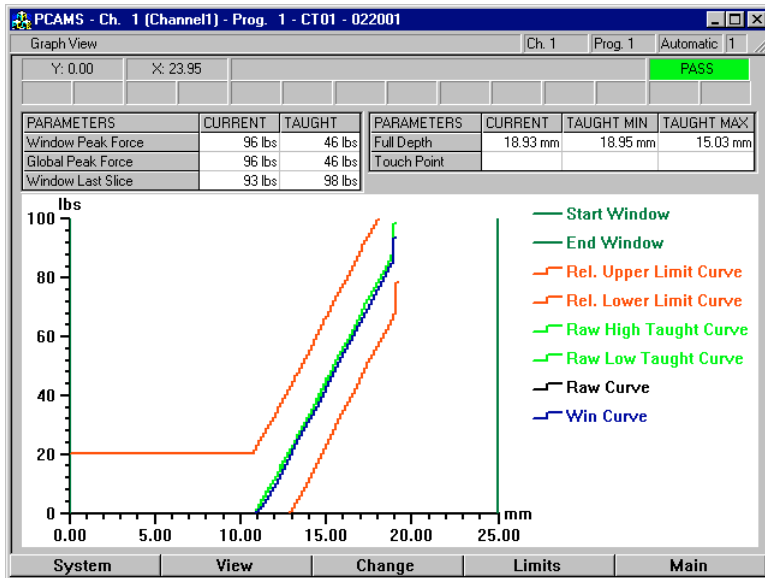 PCAMS - Ch. 1 (Channel1) - Prog. 1 - CT01 - 022001
Graph View Ch. 1 Prog. 1 Automatic 1
Y: 0.00 X: 23.95 PASS
PARAMETERS CURRENT TAUGHT PARAMETERS CURRENT TAUGHT MIN TAUGHT MAX
Window Peak Force 96 lbs 46 lbs Full Depth 18.93 mm 18.95 mm 15.03 mm
Global Peak Force 96 lbs 46 lbs Touch Point
Window Last Slice 93 lbs 98 lbs
lbs
100 Start Window
End Window
80 Rel. Upper Limit Curve
Rel. Lower Limit Curve
60 Raw High Taught Curve
Raw Low Taught Curve
40 Raw Curve
Win Curve
20
0 mm
0.00 5.00 10.00 15.00 20.00 25.00
System View Change Limits Main